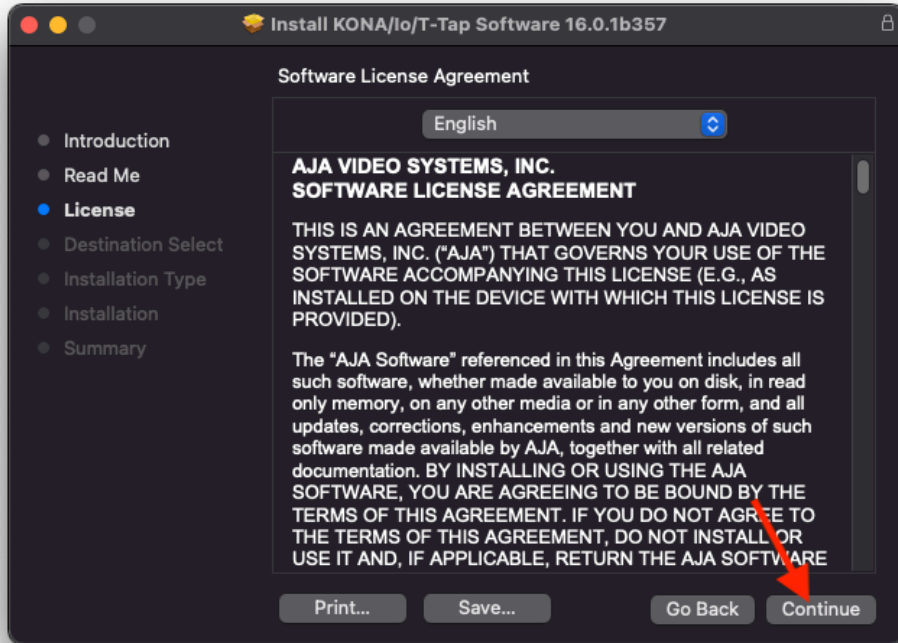 Install KONA/Io/T-Tap Software 16.0.1b357
Software License Agreement
Introduction
Read Me
License
Destination Select
Installation Type
Installation
Summary
English
AJA VIDEO SYSTEMS, INC.
SOFTWARE LICENSE AGREEMENT
THIS IS AN AGREEMENT BETWEEN YOU AND AJA VIDEO
SYSTEMS, INC. (“AJA”) THAT GOVERNS YOUR USE OF THE
SOFTWARE ACCOMPANYING THIS LICENSE (E.G., AS
INSTALLED ON THE DEVICE WITH WHICH THIS LICENSE IS
PROVIDED).
The “AJA Software” referenced in this Agreement includes all
such software, whether made available to you on disk, in read
only memory, on any other media or in any other form, and all
updates, corrections, enhancements and new versions of such
software made available by AJA, together with all related
documentation. BY INSTALLING OR USING THE AJA
SOFTWARE, YOU ARE AGREEING TO BE BOUND BY THE
TERMS OF THIS AGREEMENT. IF YOU DO NOT AGREE TO
THE TERMS OF THIS AGREEMENT, DO NOT INSTALL OR
USE IT AND, IF APPLICABLE, RETURN THE AJA SOFTWARE
Print...
Save...
Go Back
Continue